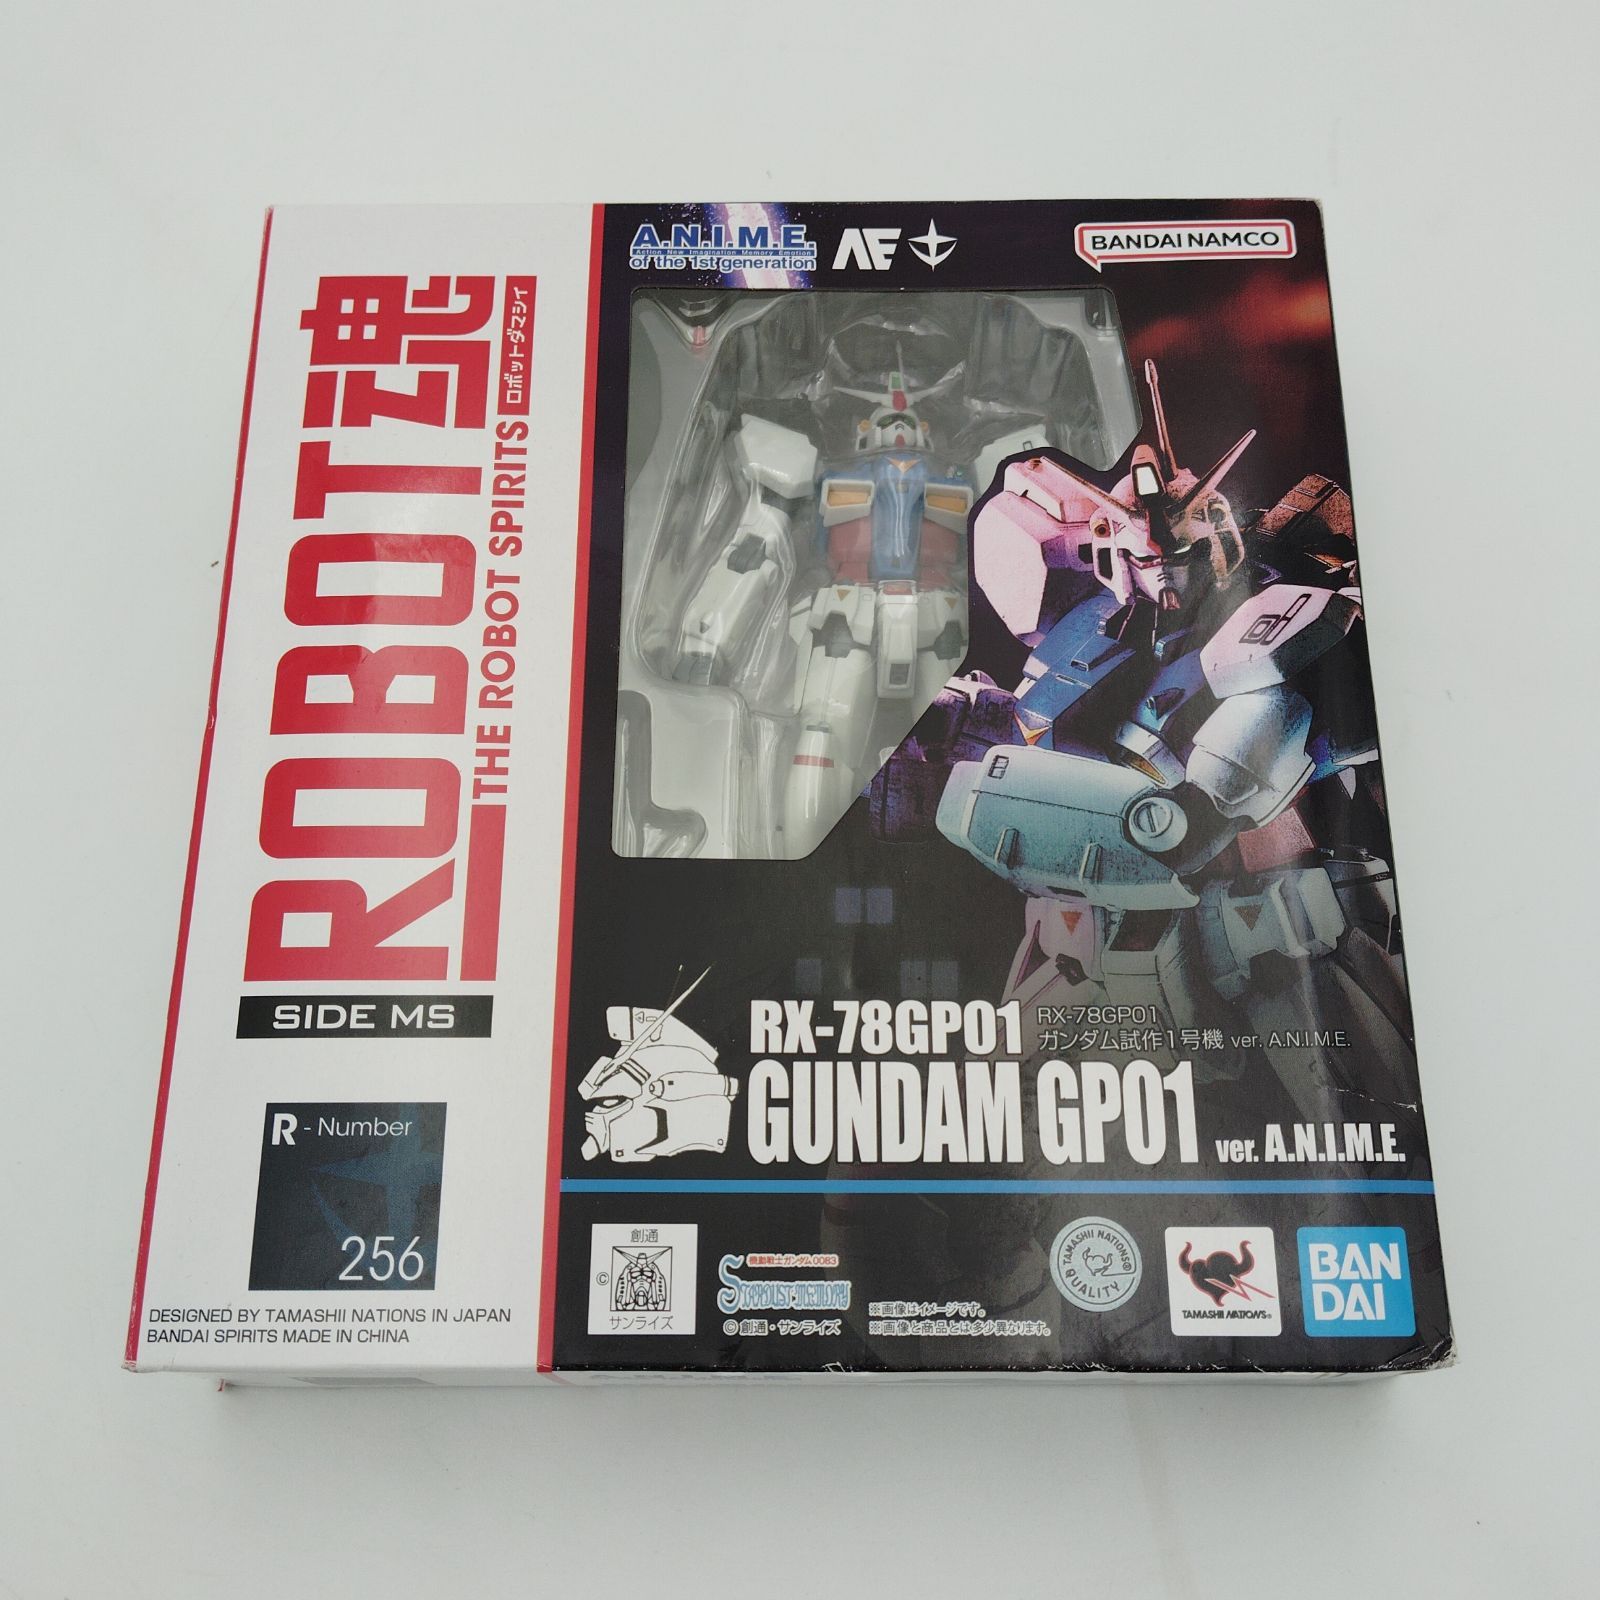 ROBOT魂
THE ROBOT SPIRITS
ロボットダマシイ
SIDE MS
R - Number
256
DESIGNED BY TAMASHII NATIONS IN JAPAN
BANDAI SPIRITS MADE IN CHINA
A.N.I.M.E.
Action New Imagination Memory Emotion
of the 1st generation
AE
BANDAI NAMCO
RX-78GP01
RX-78GP01
ガンダム試作1号機 ver. A.N.I.M.E.
GUNDAM GP01 ver. A.N.I.M.E.
創通
©
サンライズ
機動戦士ガンダム0083
STARDUST MEMORY
©創通・サンライズ
※画像はイメージです。
※画像と商品とは多少異なります。
TAMASHII NATIONS
QUALITY
TAMASHII NATIONS®
BAN
DAI